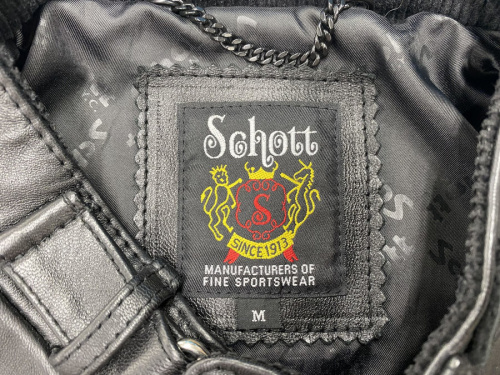 Schott
S
SINCE 1913
MANUFACTURERS OF
FINE SPORTSWEAR
M